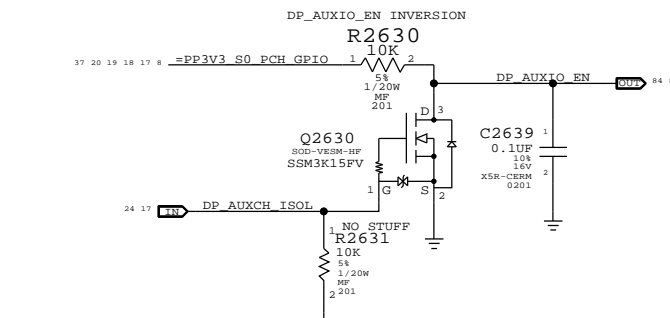 DP_AUXIO_EN INVERSION
R2630
10K
37 20 19 18 17 8 =PP3V3_S0_PCH_GPIO 1 2
5%
1/20W
MF
201
DP_AUXIO_EN OUT 84
D 3
Q2630
SOD-VESM-HF
SSM3K15FV
1 G S 2
C2639
0.1UF
10%
16V
X5R-CERM
0201
1
2
24 17 IN DP_AUXCH_ISOL
NO STUFF
1 R2631
10K
5%
1/20W
MF
2 201